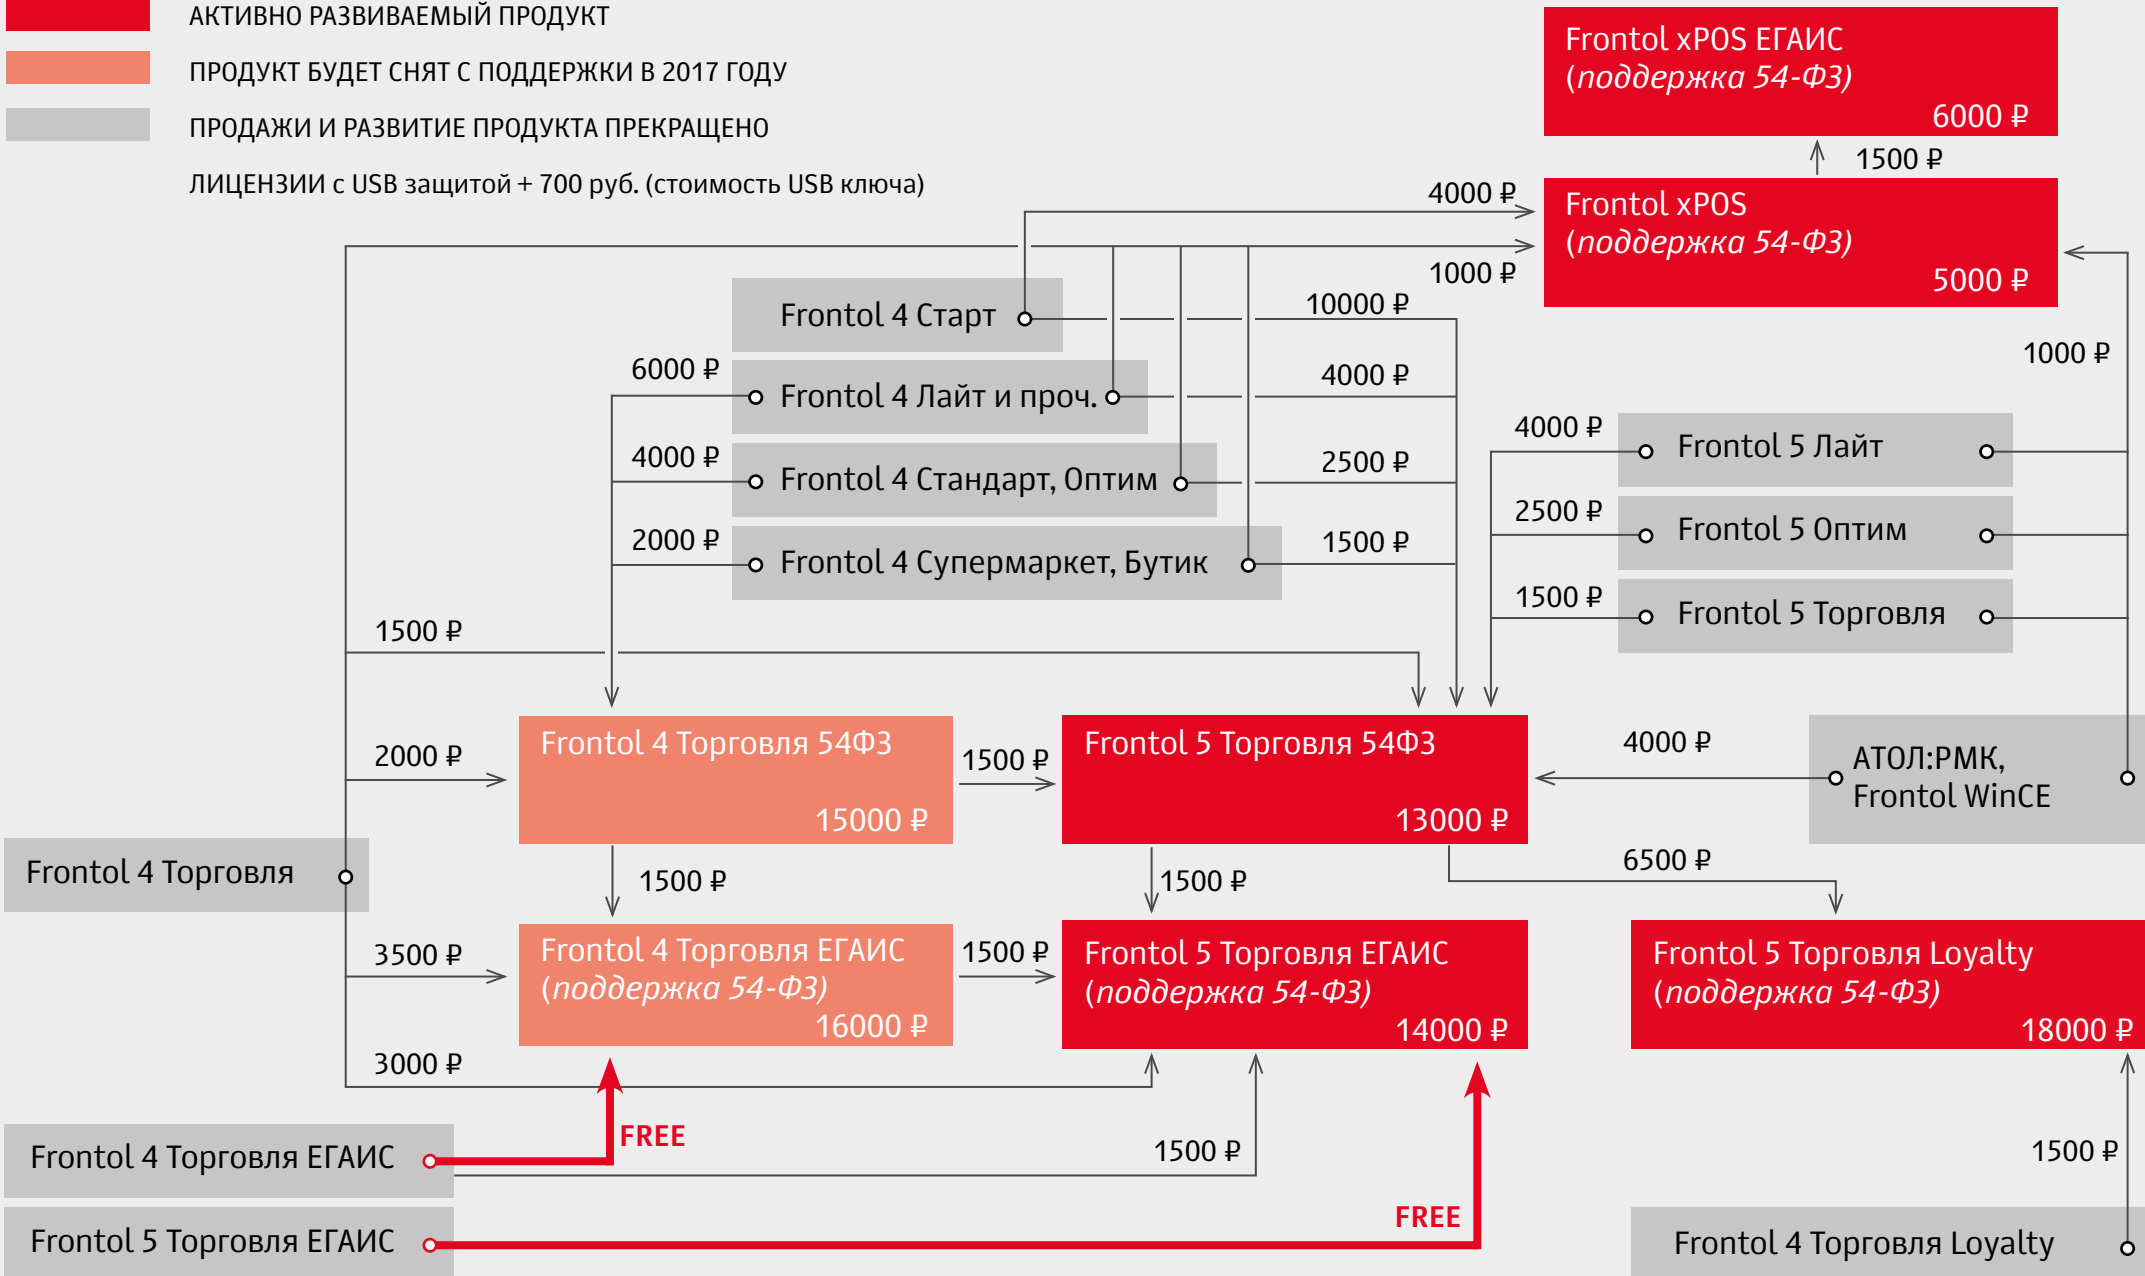 АКТИВНО РАЗВИВАЕМЫЙ ПРОДУКТ
ПРОДУКТ БУДЕТ СНЯТ С ПОДДЕРЖКИ В 2017 ГОДУ
ПРОДАЖИ И РАЗВИТИЕ ПРОДУКТА ПРЕКРАЩЕНО
ЛИЦЕНЗИИ с USB защитой + 700 руб. (стоимость USB ключа)
Frontol xPOS ЕГАИС
(поддержка 54-ФЗ)
6000 ₽
1500 ₽
4000 ₽
Frontol xPOS
(поддержка 54-ФЗ)
5000 ₽
1000 ₽
1000 ₽
Frontol 4 Старт
10000 ₽
6000 ₽
Frontol 4 Лайт и проч.
4000 ₽
4000 ₽
Frontol 4 Стандарт, Оптим
2500 ₽
2000 ₽
Frontol 4 Супермаркет, Бутик
1500 ₽
4000 ₽
Frontol 5 Лайт
2500 ₽
Frontol 5 Оптим
1500 ₽
Frontol 5 Торговля
1500 ₽
2000 ₽
Frontol 4 Торговля 54ФЗ
15000 ₽
1500 ₽
Frontol 5 Торговля 54ФЗ
13000 ₽
4000 ₽
АТОЛ:РМК,
Frontol WinCE
Frontol 4 Торговля
1500 ₽
1500 ₽
6500 ₽
3500 ₽
Frontol 4 Торговля ЕГАИС
(поддержка 54-ФЗ)
16000 ₽
1500 ₽
Frontol 5 Торговля ЕГАИС
(поддержка 54-ФЗ)
14000 ₽
Frontol 5 Торговля Loyalty
(поддержка 54-ФЗ)
18000 ₽
3000 ₽
Frontol 4 Торговля ЕГАИС
FREE
1500 ₽
1500 ₽
Frontol 5 Торговля ЕГАИС
FREE
Frontol 4 Торговля Loyalty